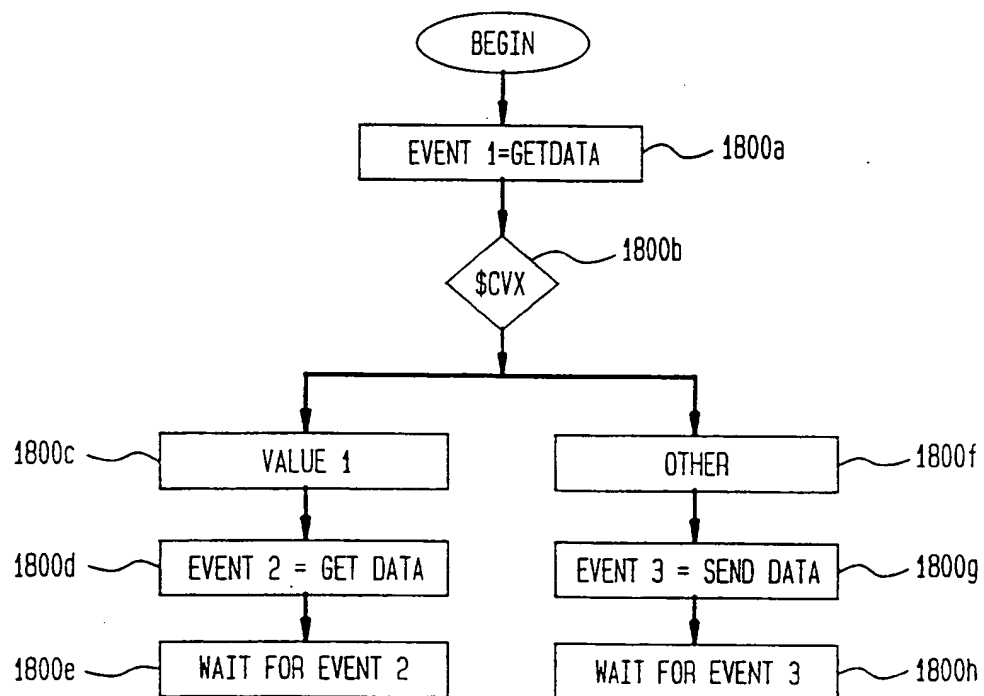 BEGIN
EVENT 1=GETDATA
1800a
$CVX
1800b
1800c
VALUE 1
OTHER
1800f
1800d
EVENT 2 = GET DATA
EVENT 3 = SEND DATA
1800g
1800e
WAIT FOR EVENT 2
WAIT FOR EVENT 3
1800h